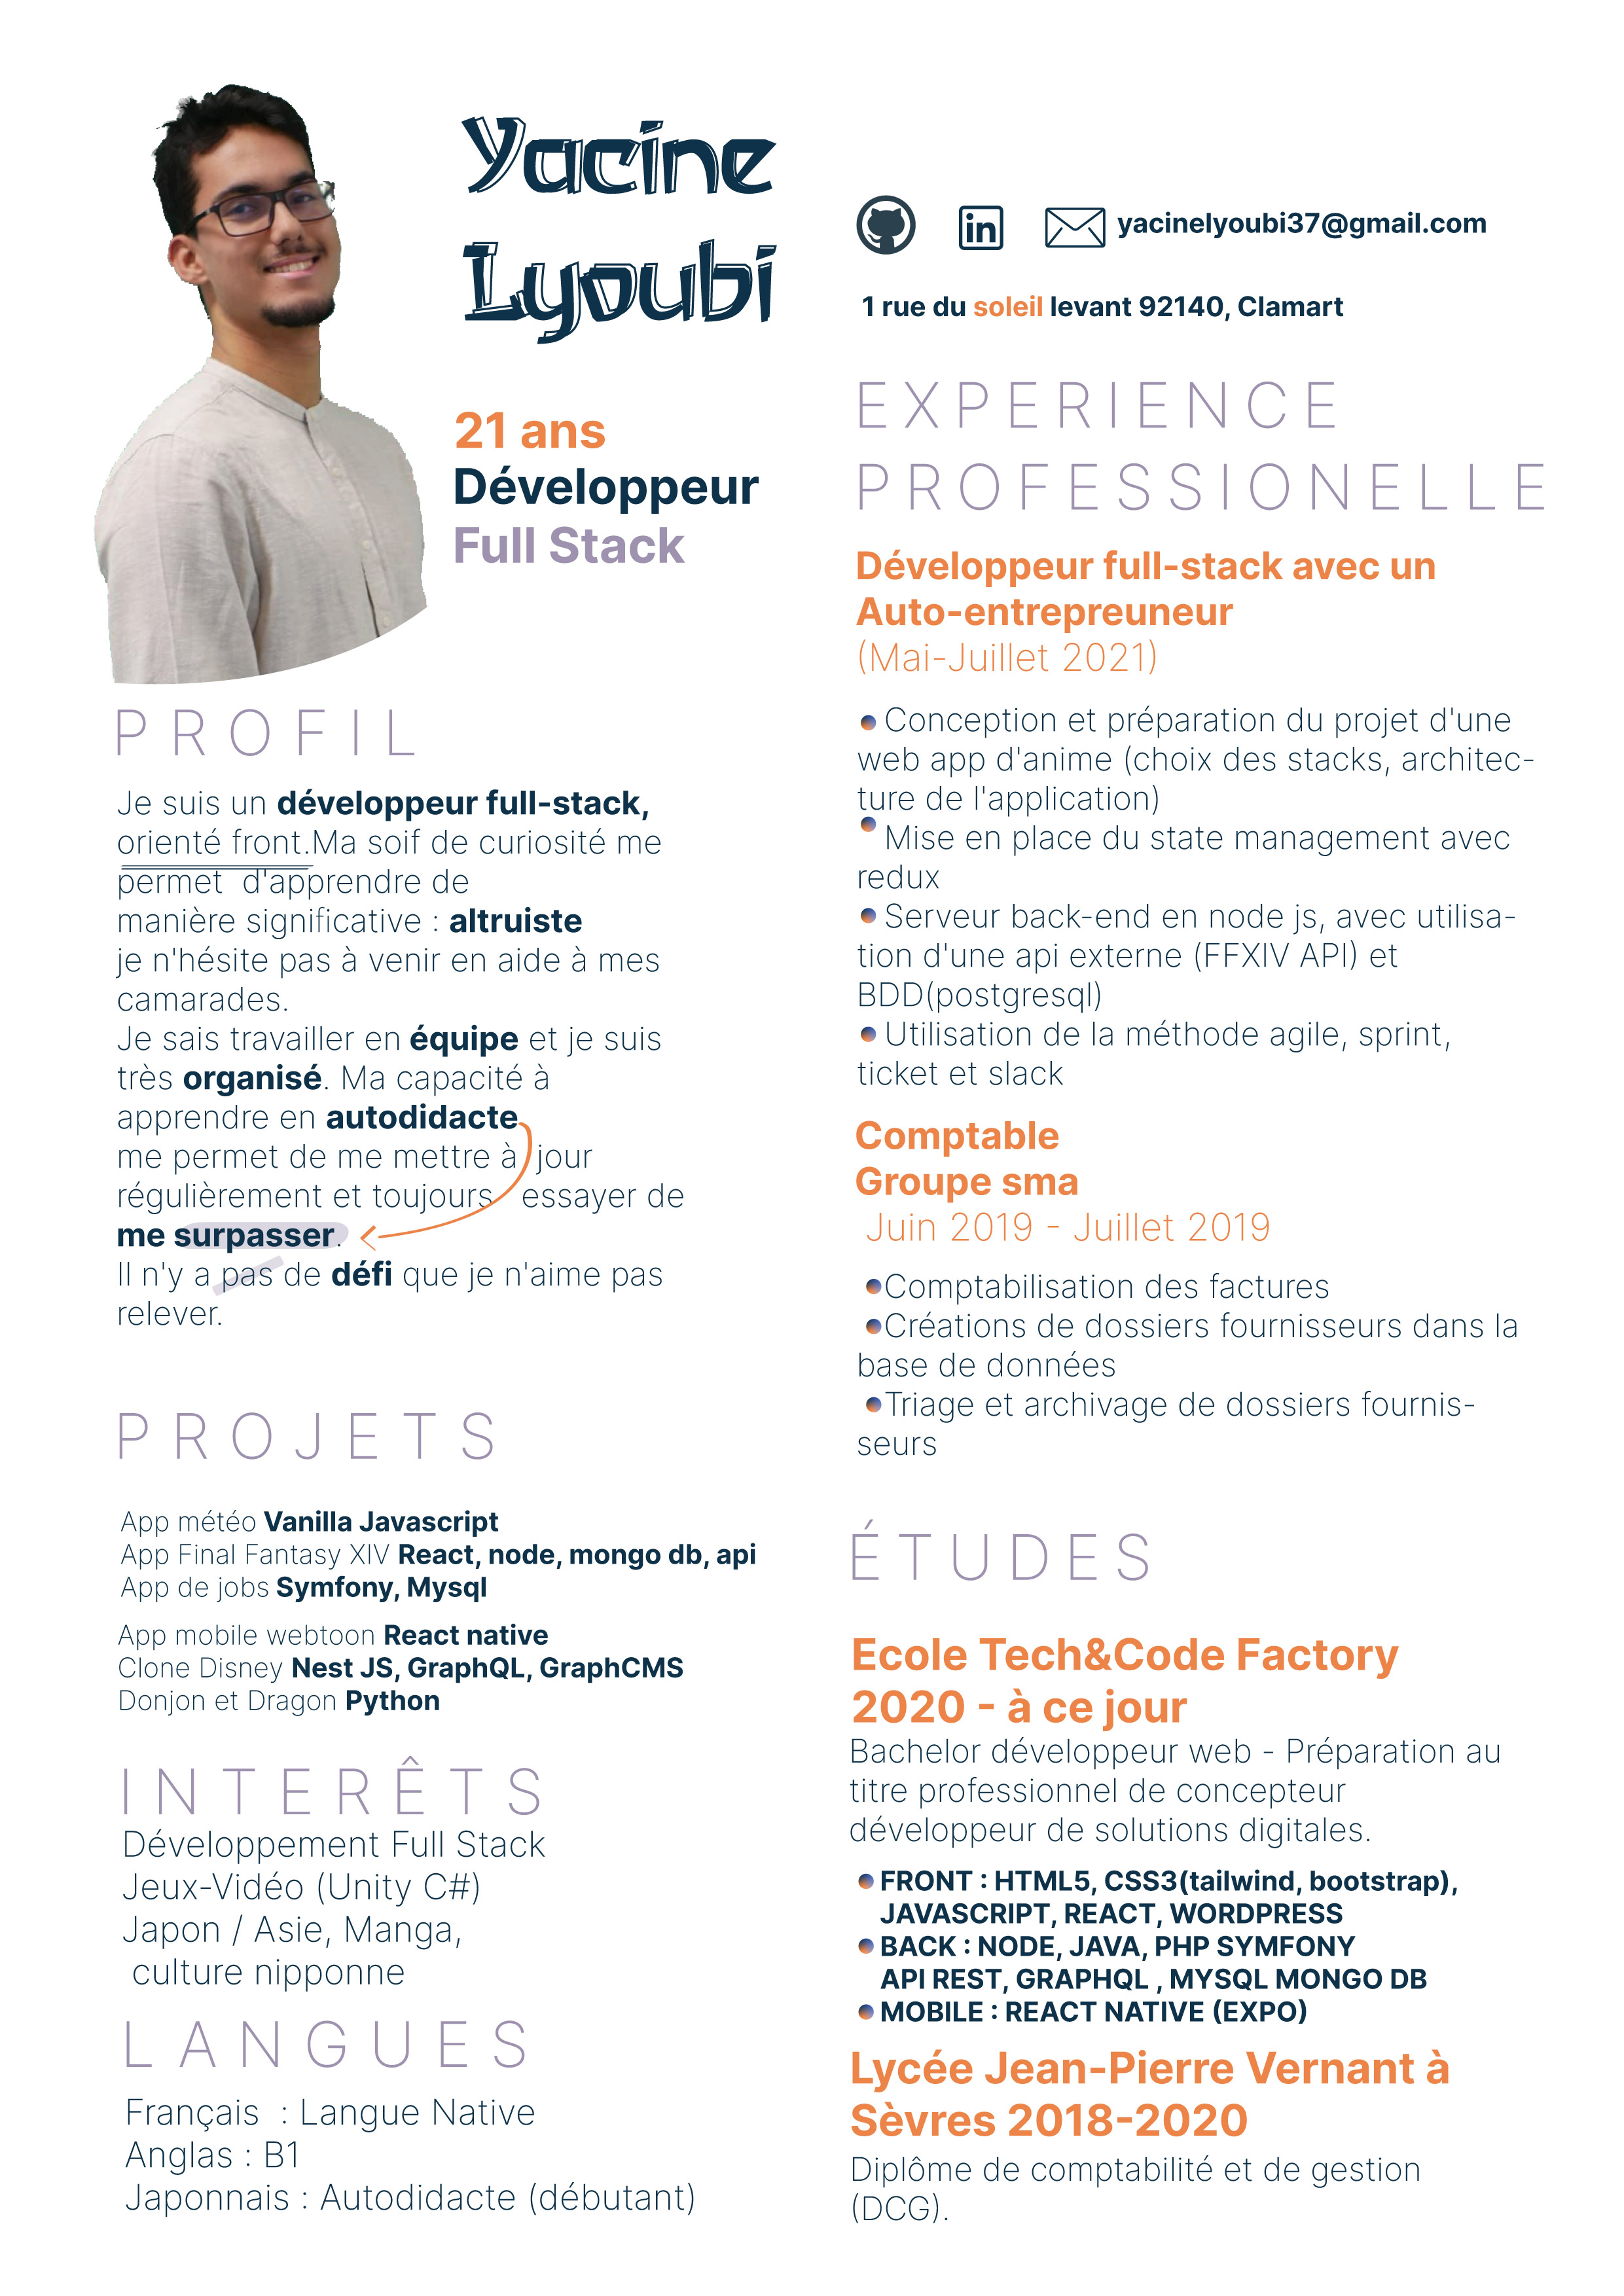 Yacine
Lyoubi
21 ans
Développeur
Full Stack
PROFIL
Je suis un développeur full-stack,
orienté front.Ma soif de curiosité me
permet d'apprendre de
manière significative : altruiste
je n'hésite pas à venir en aide à mes
camarades.
Je sais travailler en équipe et je suis
très organisé. Ma capacité à
apprendre en autodidacte
me permet de me mettre à jour
régulièrement et toujours essayer de
me surpasser.
Il n'y a pas de défi que je n'aime pas
relever.
PROJETS
App météo Vanilla Javascript
App Final Fantasy XIV React, node, mongo db, api
App de jobs Symfony, Mysql
App mobile webtoon React native
Clone Disney Nest JS, GraphQL, GraphCMS
Donjon et Dragon Python
INTERÊTS
Développement Full Stack
Jeux-Vidéo (Unity C#)
Japon / Asie, Manga,
culture nipponne
LANGUES
Français : Langue Native
Anglas : B1
Japonnais : Autodidacte (débutant)
in
yacinelyoubi37@gmail.com
1 rue du soleil levant 92140, Clamart
EXPERIENCE
PROFESSIONELLE
Développeur full-stack avec un
Auto-entrepreuneur
(Mai-Juillet 2021)
Conception et préparation du projet d'une
web app d'anime (choix des stacks, architec-
ture de l'application)
Mise en place du state management avec
redux
Serveur back-end en node js, avec utilisa-
tion d'une api externe (FFXIV API) et
BDD(postgresql)
Utilisation de la méthode agile, sprint,
ticket et slack
Comptable
Groupe sma
Juin 2019 - Juillet 2019
Comptabilisation des factures
Créations de dossiers fournisseurs dans la
base de données
Triage et archivage de dossiers fournis-
seurs
ÉTUDES
Ecole Tech&Code Factory
2020 - à ce jour
Bachelor développeur web - Préparation au
titre professionnel de concepteur
développeur de solutions digitales.
FRONT : HTML5, CSS3(tailwind, bootstrap),
JAVASCRIPT, REACT, WORDPRESS
BACK : NODE, JAVA, PHP SYMFONY
API REST, GRAPHQL , MYSQL MONGO DB
MOBILE : REACT NATIVE (EXPO)
Lycée Jean-Pierre Vernant à
Sèvres 2018-2020
Diplôme de comptabilité et de gestion
(DCG).